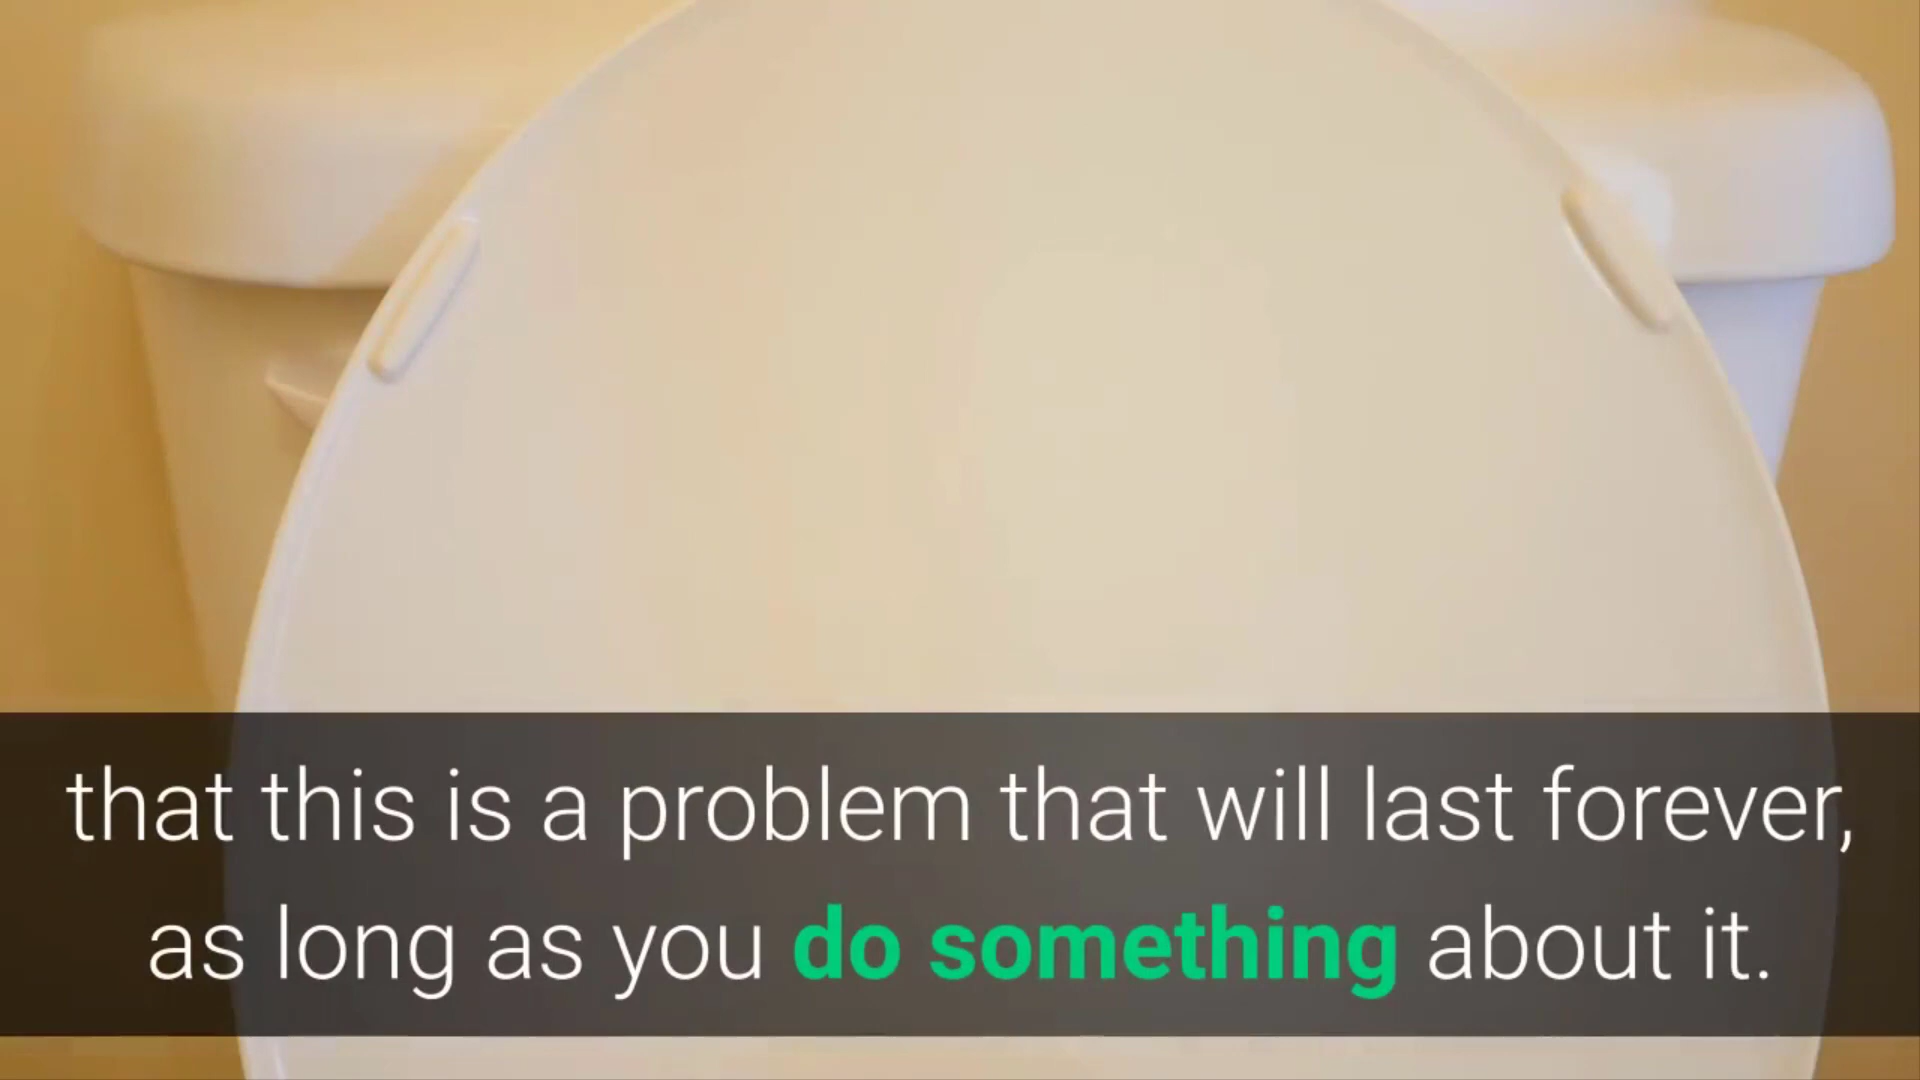 that this is a problem that will last forever,
as long as you do something about it.